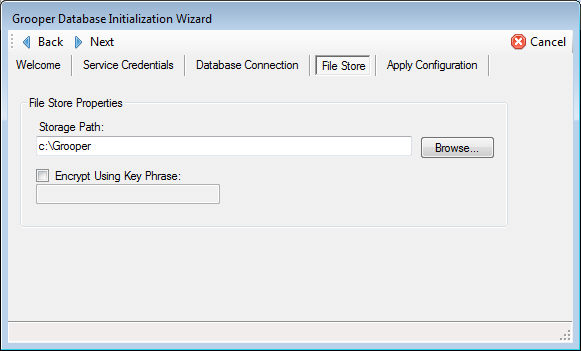 Grooper Database Initialization Wizard
Back Next Cancel
Welcome Service Credentials Database Connection File Store Apply Configuration
File Store Properties
Storage Path:
c:\Grooper Browse...
Encrypt Using Key Phrase: